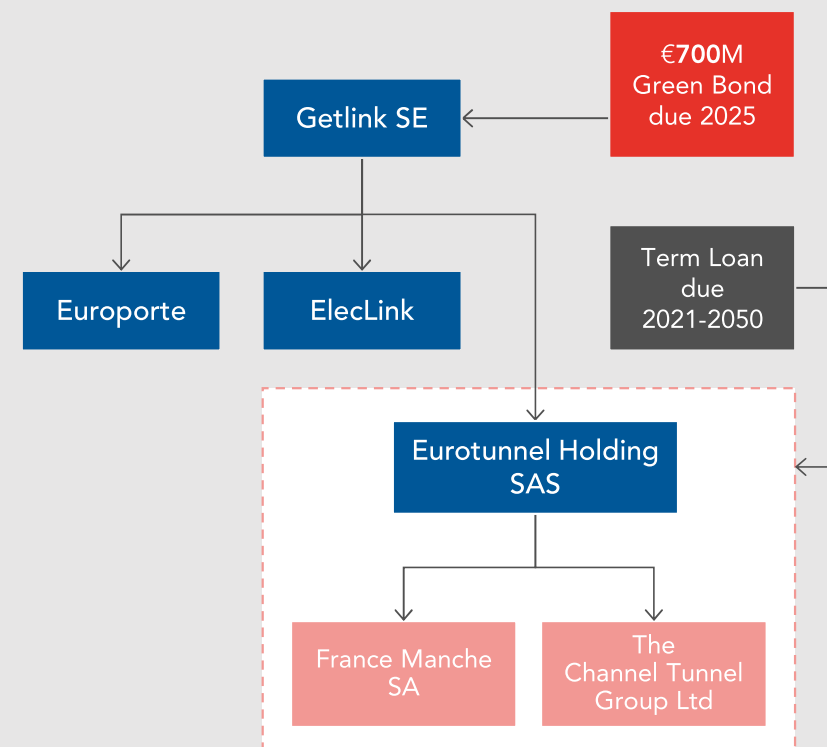 €700M
Green Bond
due 2025
Getlink SE
Term Loan
due
2021-2050
Europorte
ElecLink
Eurotunnel Holding
SAS
France Manche
SA
The
Channel Tunnel
Group Ltd